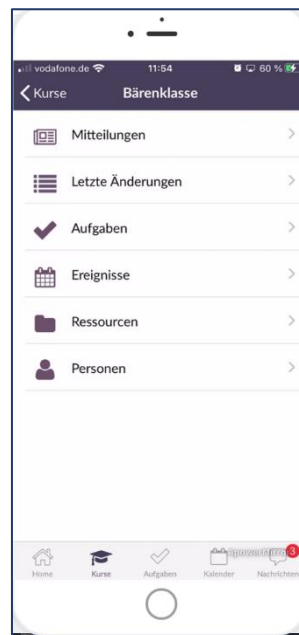 vodafone.de 11:54 60 %
Kurse Bärenklasse
Mitteilungen
Letzte Änderungen
Aufgaben
Ereignisse
Ressourcen
Personen
3
Home Kurse Aufgaben Kalender Nachrichten